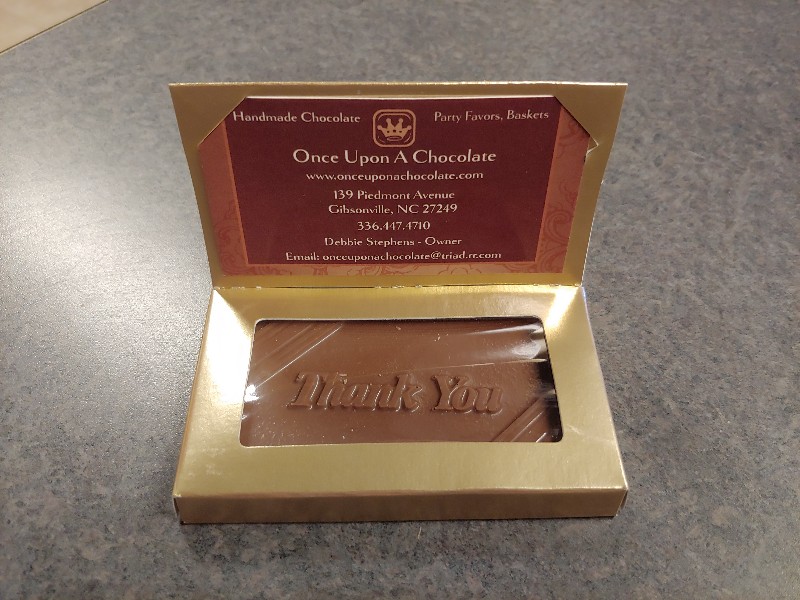 Handmade Chocolate Party Favors, Baskets
Once Upon A Chocolate
www.onceuponachocolate.com
139 Piedmont Avenue
Gibsonville, NC 27249
336.447.4710
Debbie Stephens - Owner
Email: onceuponachocolate@triad.rr.com
Thank You